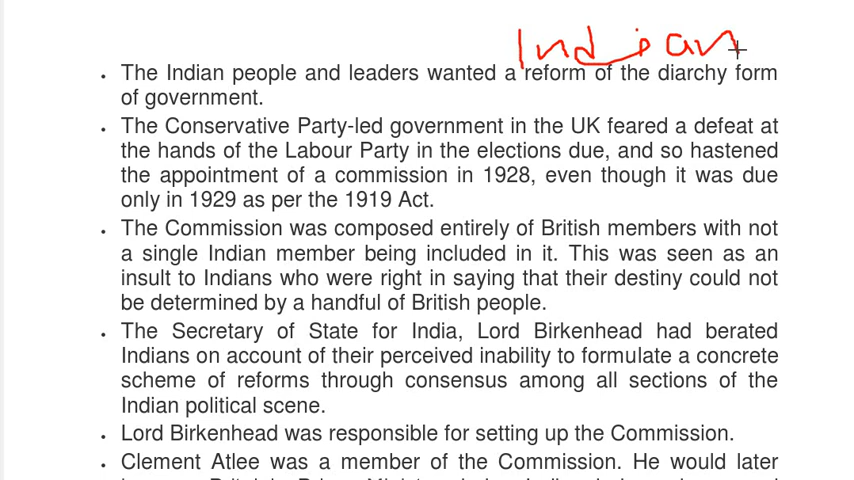 Indian
• The Indian people and leaders wanted a reform of the diarchy form
of government.
• The Conservative Party-led government in the UK feared a defeat at
the hands of the Labour Party in the elections due, and so hastened
the appointment of a commission in 1928, even though it was due
only in 1929 as per the 1919 Act.
• The Commission was composed entirely of British members with not
a single Indian member being included in it. This was seen as an
insult to Indians who were right in saying that their destiny could not
be determined by a handful of British people.
• The Secretary of State for India, Lord Birkenhead had berated
Indians on account of their perceived inability to formulate a concrete
scheme of reforms through consensus among all sections of the
Indian political scene.
• Lord Birkenhead was responsible for setting up the Commission.
• Clement Atlee was a member of the Commission. He would later